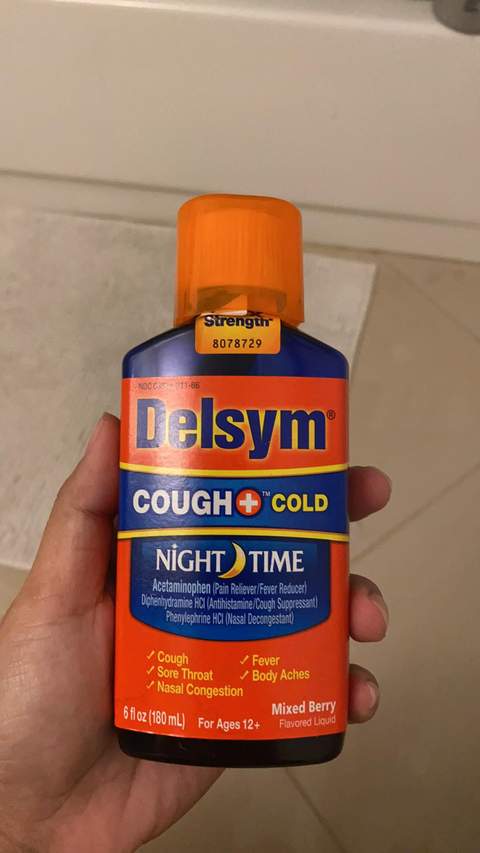 Strength
8078729
Delsym®
COUGH+™ COLD
NIGHT TIME
Acetaminophen (Pain Reliever/Fever Reducer)
Diphenhydramine HCl (Antihistamine/Cough Suppressant)
Phenylephrine HCl (Nasal Decongestant)
✓ Cough
✓ Sore Throat
✓ Nasal Congestion
✓ Fever
✓ Body Aches
6 fl oz (180 mL)
For Ages 12+
Mixed Berry
Flavored Liquid